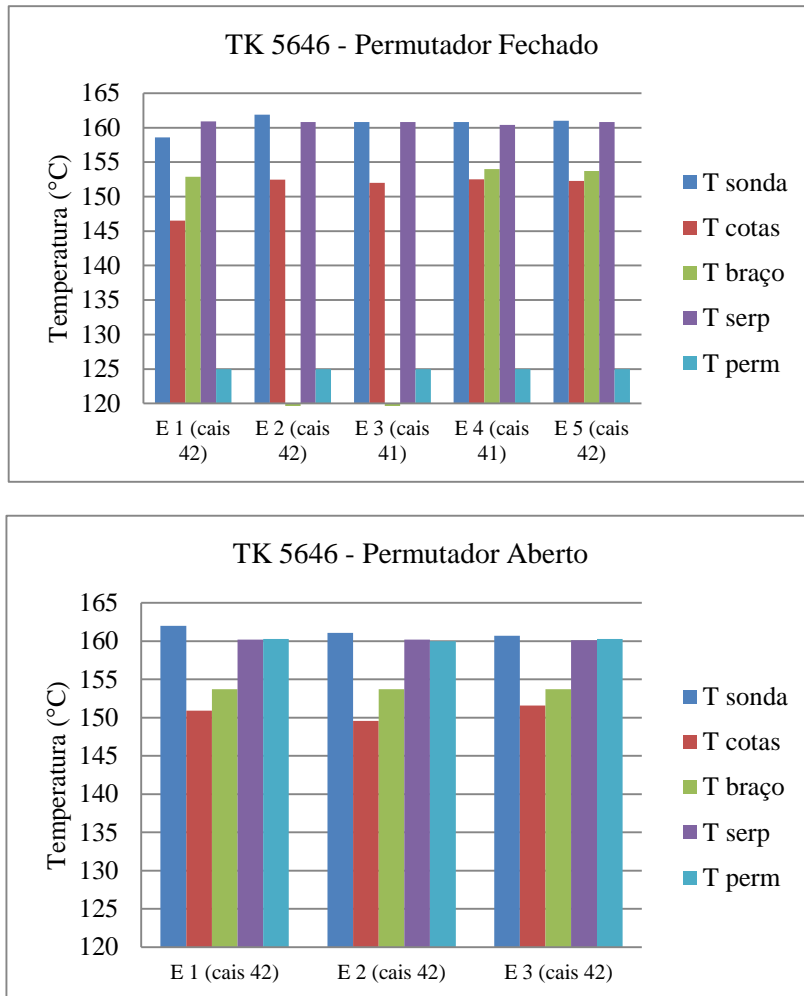 TK 5646 - Permutador Fechado
Temperatura (°C)
165
160
155
150
145
140
135
130
125
120
E 1 (cais 42)
E 2 (cais 42)
E 3 (cais 41)
E 4 (cais 41)
E 5 (cais 42)
T sonda
T cotas
T braço
T serp
T perm
TK 5646 - Permutador Aberto
Temperatura (°C)
165
160
155
150
145
140
135
130
125
120
E 1 (cais 42)
E 2 (cais 42)
E 3 (cais 42)
T sonda
T cotas
T braço
T serp
T perm